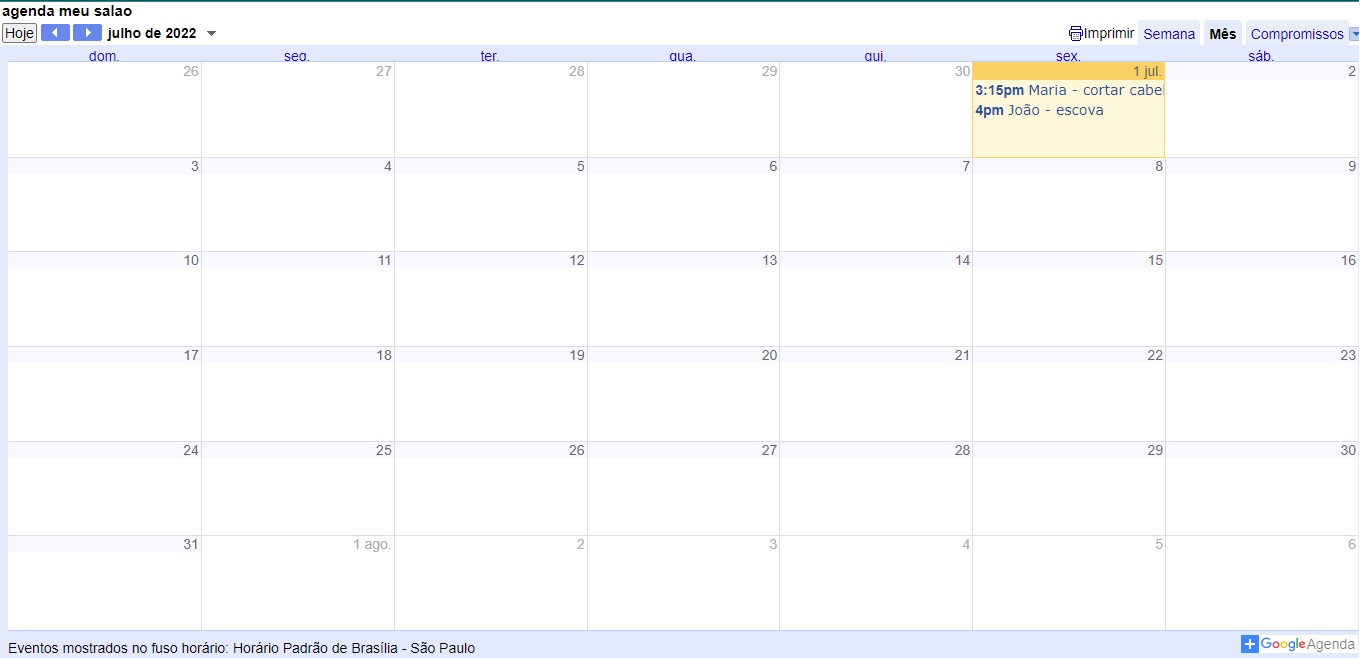 agenda meu salao
Hoje julho de 2022 Imprimir Semana Mês Compromissos
dom. seg. ter. qua. qui. sex. sáb.
26 27 28 29 30 1 jul. 2
3:15pm Maria - cortar cabel
4pm João - escova
3 4 5 6 7 8 9
10 11 12 13 14 15 16
17 18 19 20 21 22 23
24 25 26 27 28 29 30
31 1 ago. 2 3 4 5 6
Eventos mostrados no fuso horário: Horário Padrão de Brasília - São Paulo
+ GoogleAgenda